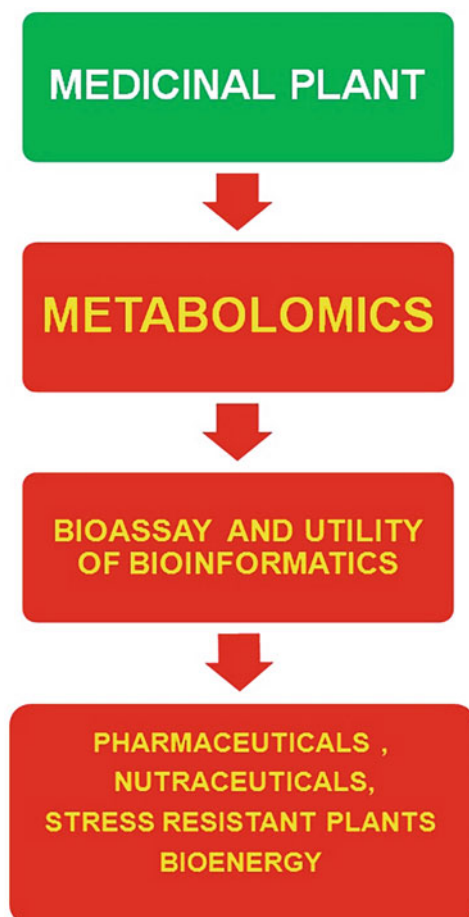 MEDICINAL PLANT
METABOLOMICS
BIOASSAY AND UTILITY
OF BIOINFORMATICS
PHARMACEUTICALS ,
NUTRACEUTICALS,
STRESS RESISTANT PLANTS
BIOENERGY